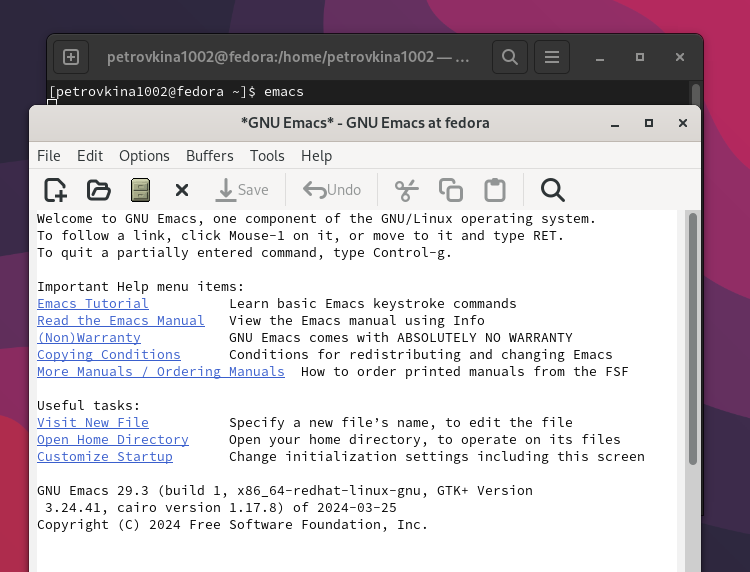 petrovkina1002@fedora:/home/petrovkina1002 — ...
[petrovkina1002@fedora ~]$ emacs
*GNU Emacs* - GNU Emacs at fedora
File Edit Options Buffers Tools Help
Save Undo
Welcome to GNU Emacs, one component of the GNU/Linux operating system.
To follow a link, click Mouse-1 on it, or move to it and type RET.
To quit a partially entered command, type Control-g.
Important Help menu items:
Emacs Tutorial Learn basic Emacs keystroke commands
Read the Emacs Manual View the Emacs manual using Info
(Non)Warranty GNU Emacs comes with ABSOLUTELY NO WARRANTY
Copying Conditions Conditions for redistributing and changing Emacs
More Manuals / Ordering Manuals How to order printed manuals from the FSF
Useful tasks:
Visit New File Specify a new file’s name, to edit the file
Open Home Directory Open your home directory, to operate on its files
Customize Startup Change initialization settings including this screen
GNU Emacs 29.3 (build 1, x86_64-redhat-linux-gnu, GTK+ Version
3.24.41, cairo version 1.17.8) of 2024-03-25
Copyright (C) 2024 Free Software Foundation, Inc.